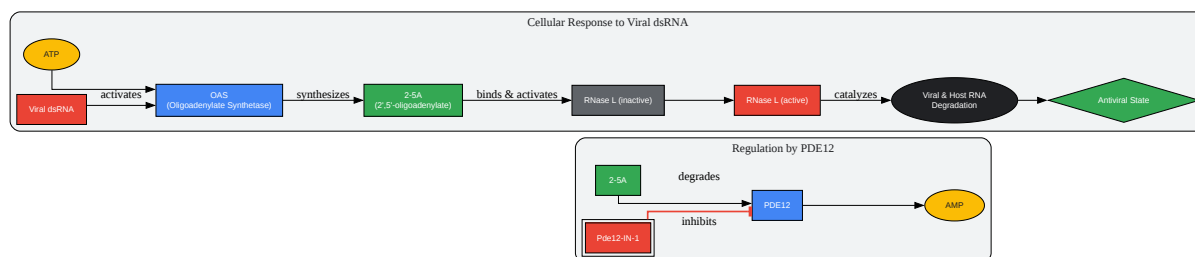 Cellular Response to Viral dsRNA
ATP
Viral dsRNA
activates
OAS
(Oligoadenylate Synthetase)
synthesizes
2-5A
(2',5'-oligoadenylate)
binds & activates
RNase L (inactive)
RNase L (active)
catalyzes
Viral & Host RNA
Degradation
Antiviral State
Regulation by PDE12
2-5A
degrades
PDE12
AMP
inhibits
Pde12-IN-1